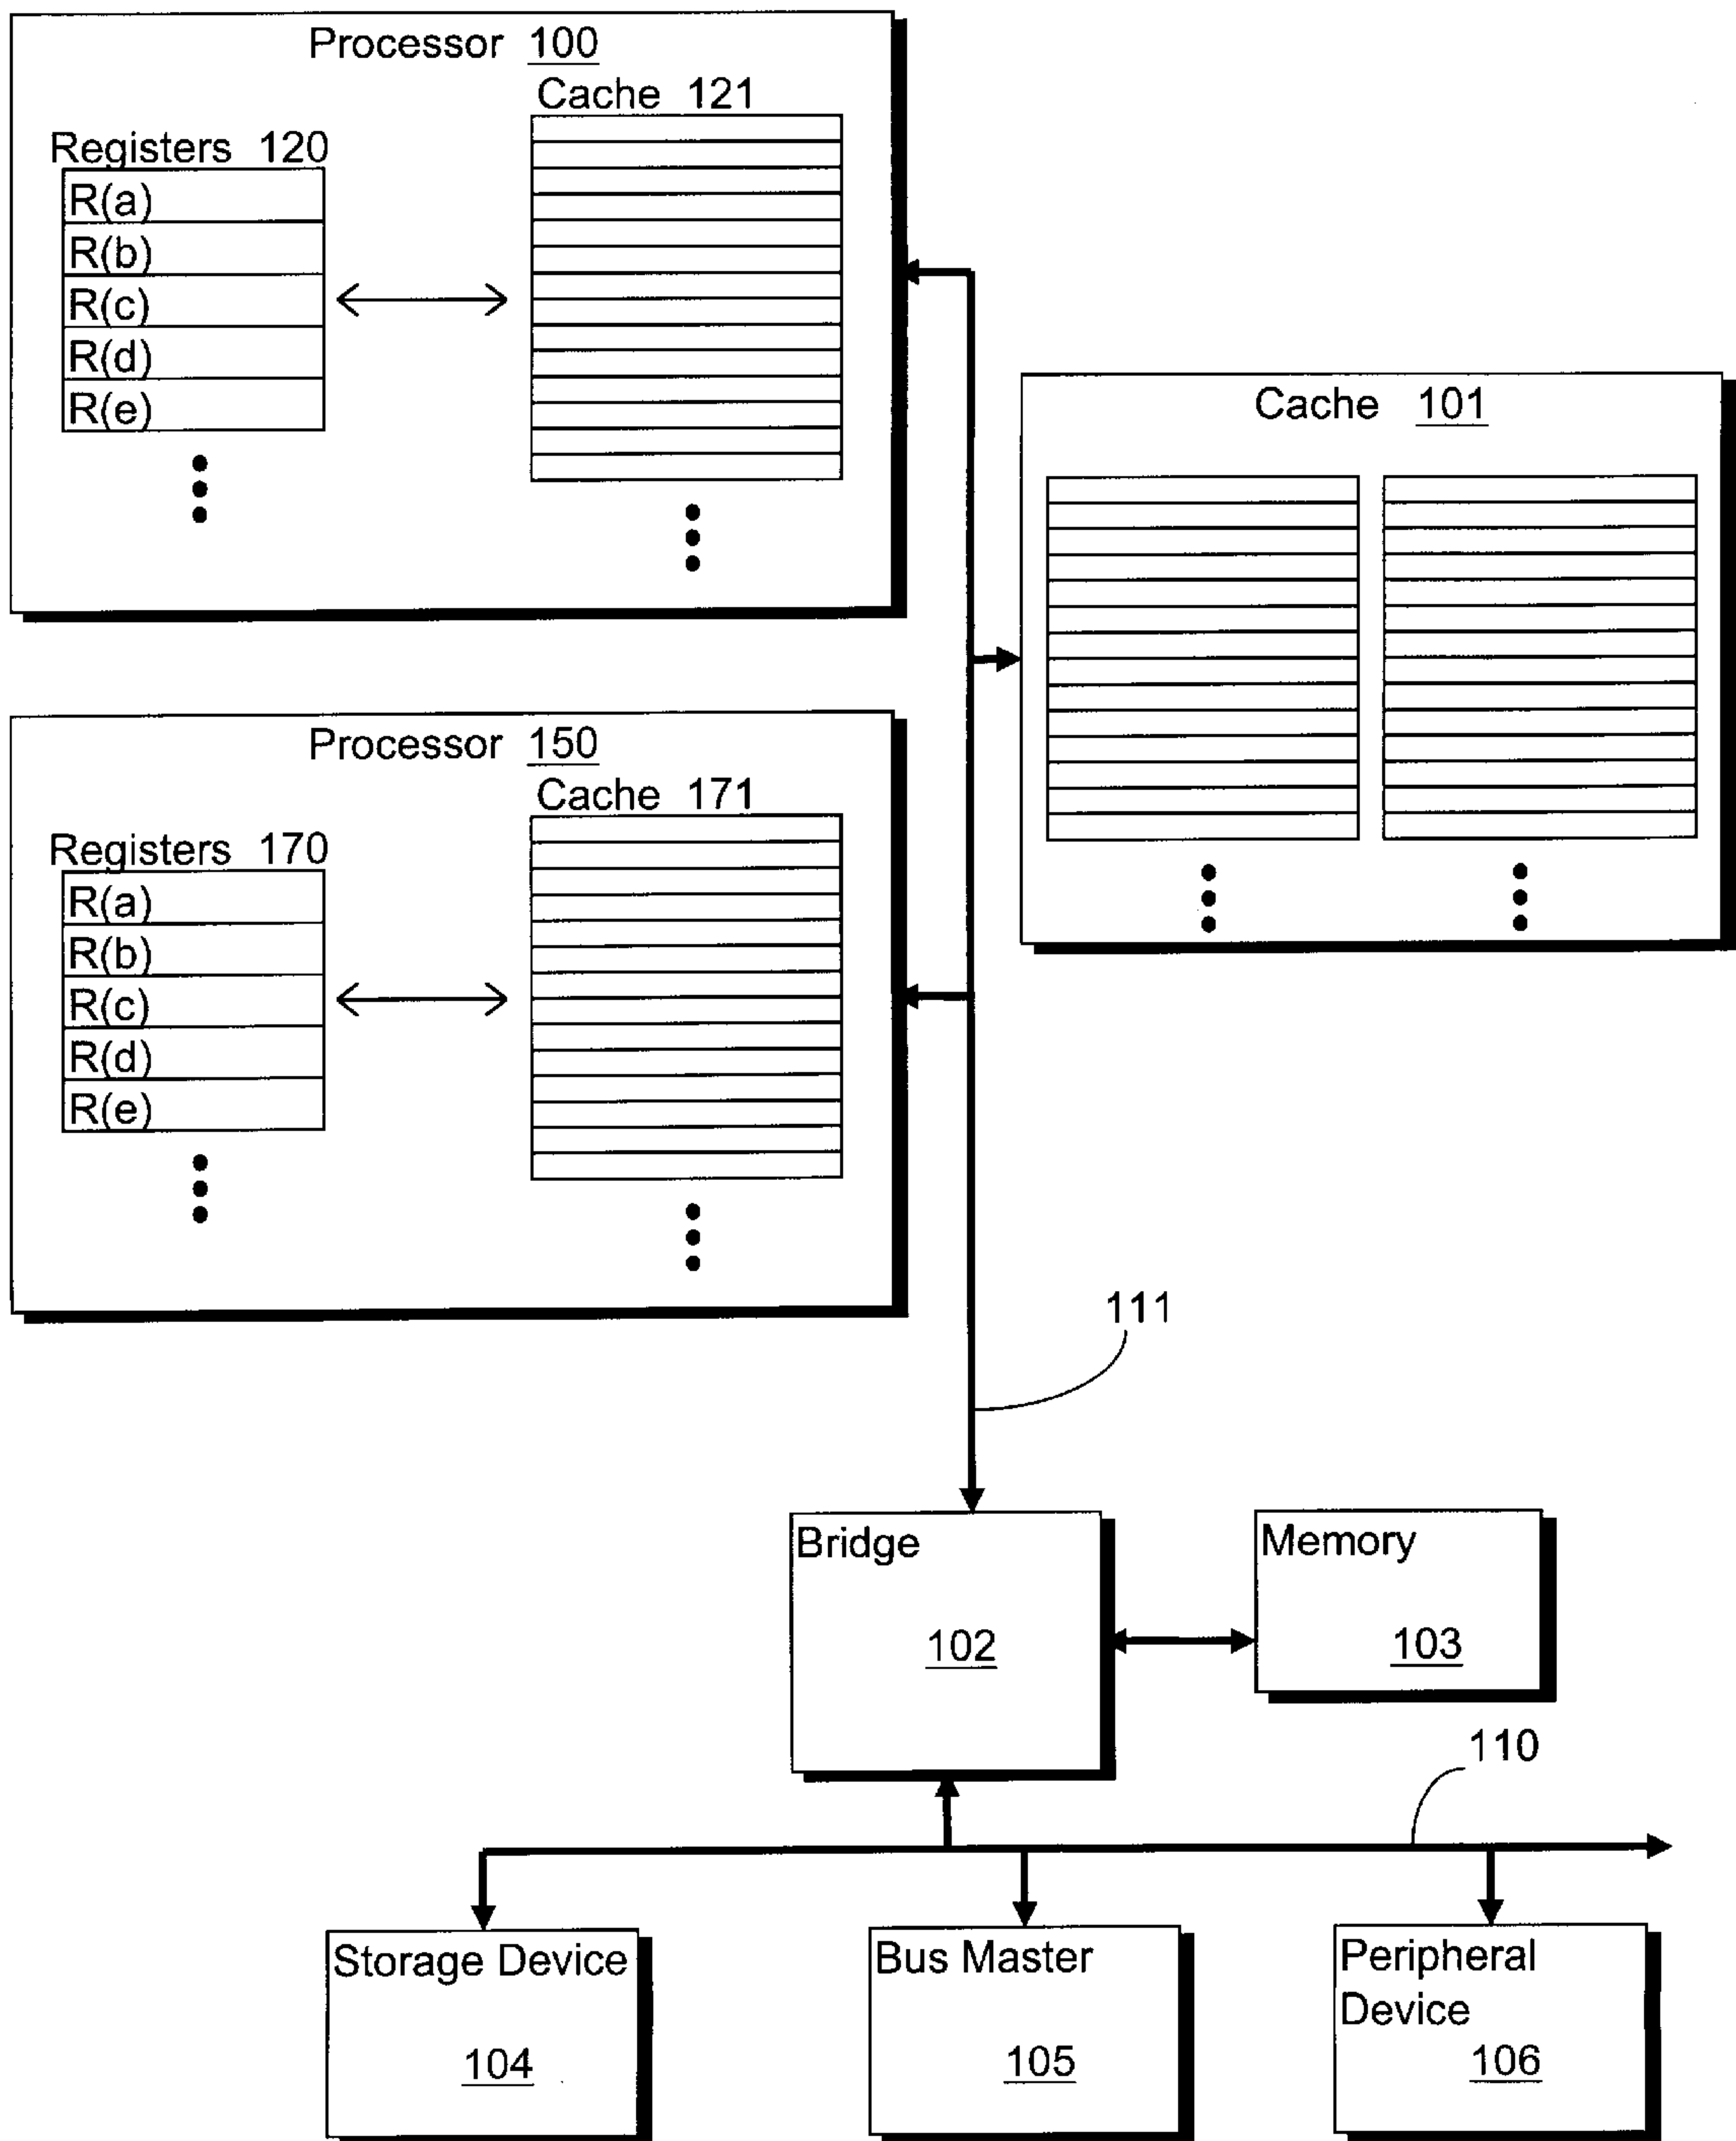 Processor 100
Cache 121
Registers 120
R(a)
R(b)
R(c)
R(d)
R(e)
Cache 101
Processor 150
Cache 171
Registers 170
R(a)
R(b)
R(c)
R(d)
R(e)
111
Bridge
102
Memory
103
110
Storage Device
104
Bus Master
105
Peripheral
Device
106